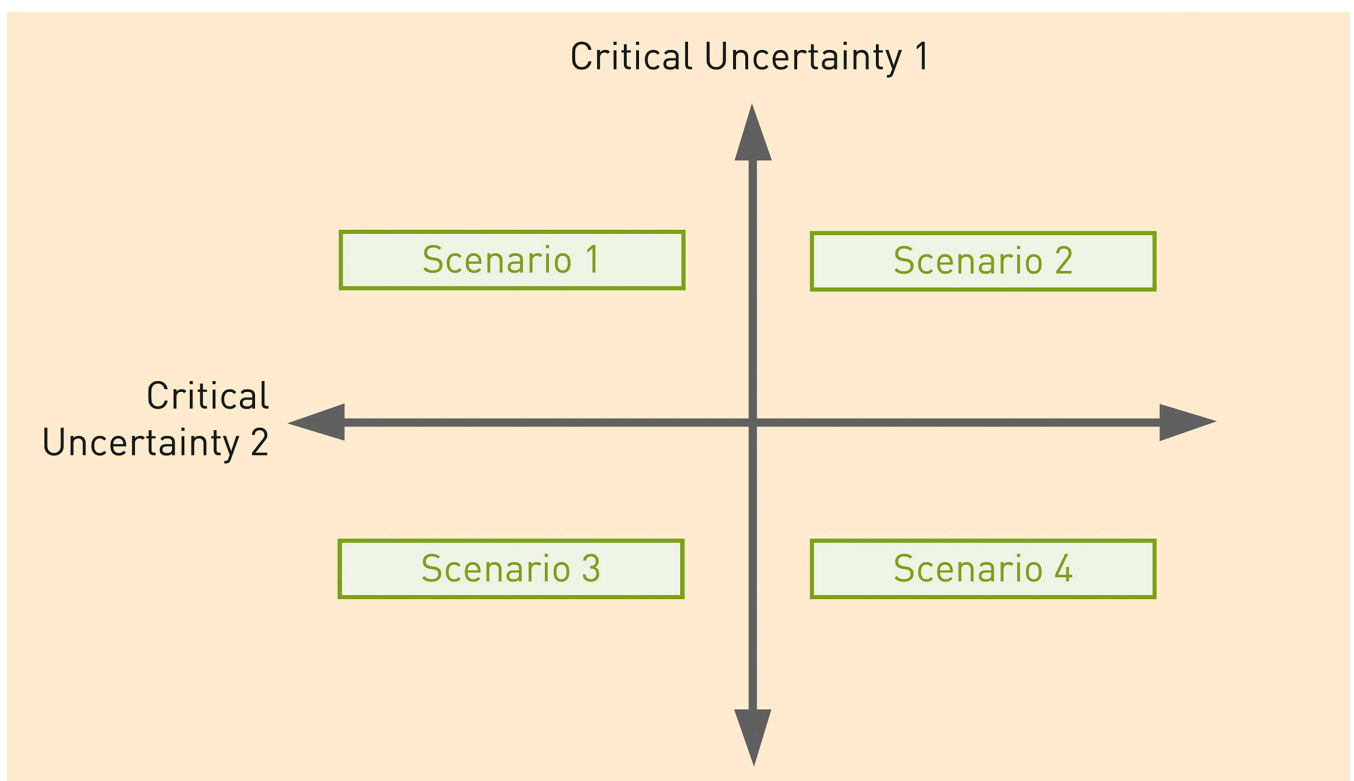 Critical Uncertainty 1
Scenario 1
Scenario 2
Critical
Uncertainty 2
Scenario 3
Scenario 4